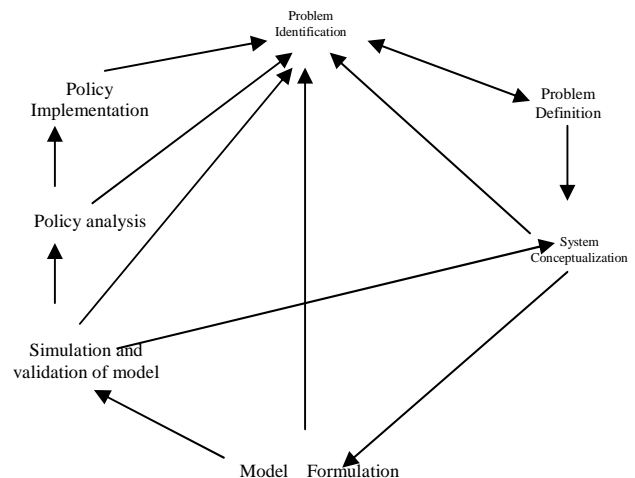 Problem
Identification
Policy
Implementation
Problem
Definition
Policy analysis
System
Conceptualization
Simulation and
validation of model
Model Formulation